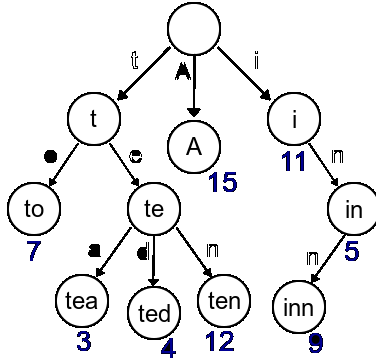 t A i
t A i
15 11 n
o e
to te in
7 5
a d n n
tea ted ten inn
3 4 12 9